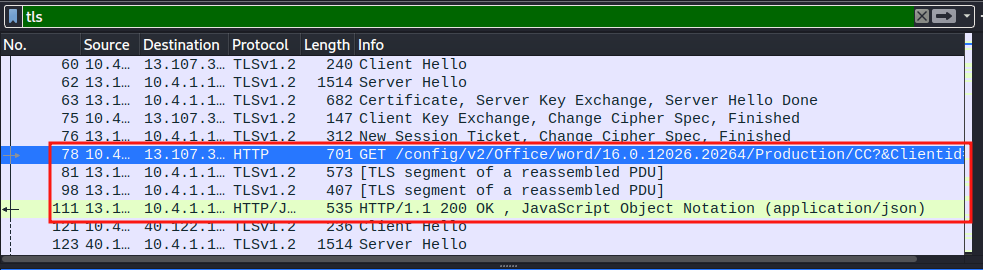 tls
No. Source Destination Protocol Length Info
60 10.4… 13.107.3… TLSv1.2 240 Client Hello
62 13.1… 10.4.1.1… TLSv1.2 1514 Server Hello
63 13.1… 10.4.1.1… TLSv1.2 682 Certificate, Server Key Exchange, Server Hello Done
75 10.4… 13.107.3… TLSv1.2 147 Client Key Exchange, Change Cipher Spec, Finished
76 13.1… 10.4.1.1… TLSv1.2 312 New Session Ticket, Change Cipher Spec, Finished
78 10.4… 13.107.3… HTTP 701 GET /config/v2/Office/word/16.0.12026.20264/Production/CC?&Clientid=
81 13.1… 10.4.1.1… TLSv1.2 573 [TLS segment of a reassembled PDU]
98 13.1… 10.4.1.1… TLSv1.2 407 [TLS segment of a reassembled PDU]
111 13.1… 10.4.1.1… HTTP/J… 535 HTTP/1.1 200 OK , JavaScript Object Notation (application/json)
121 10.4… 40.122.1… TLSv1.2 236 Client Hello
123 40.1… 10.4.1.1… TLSv1.2 1514 Server Hello